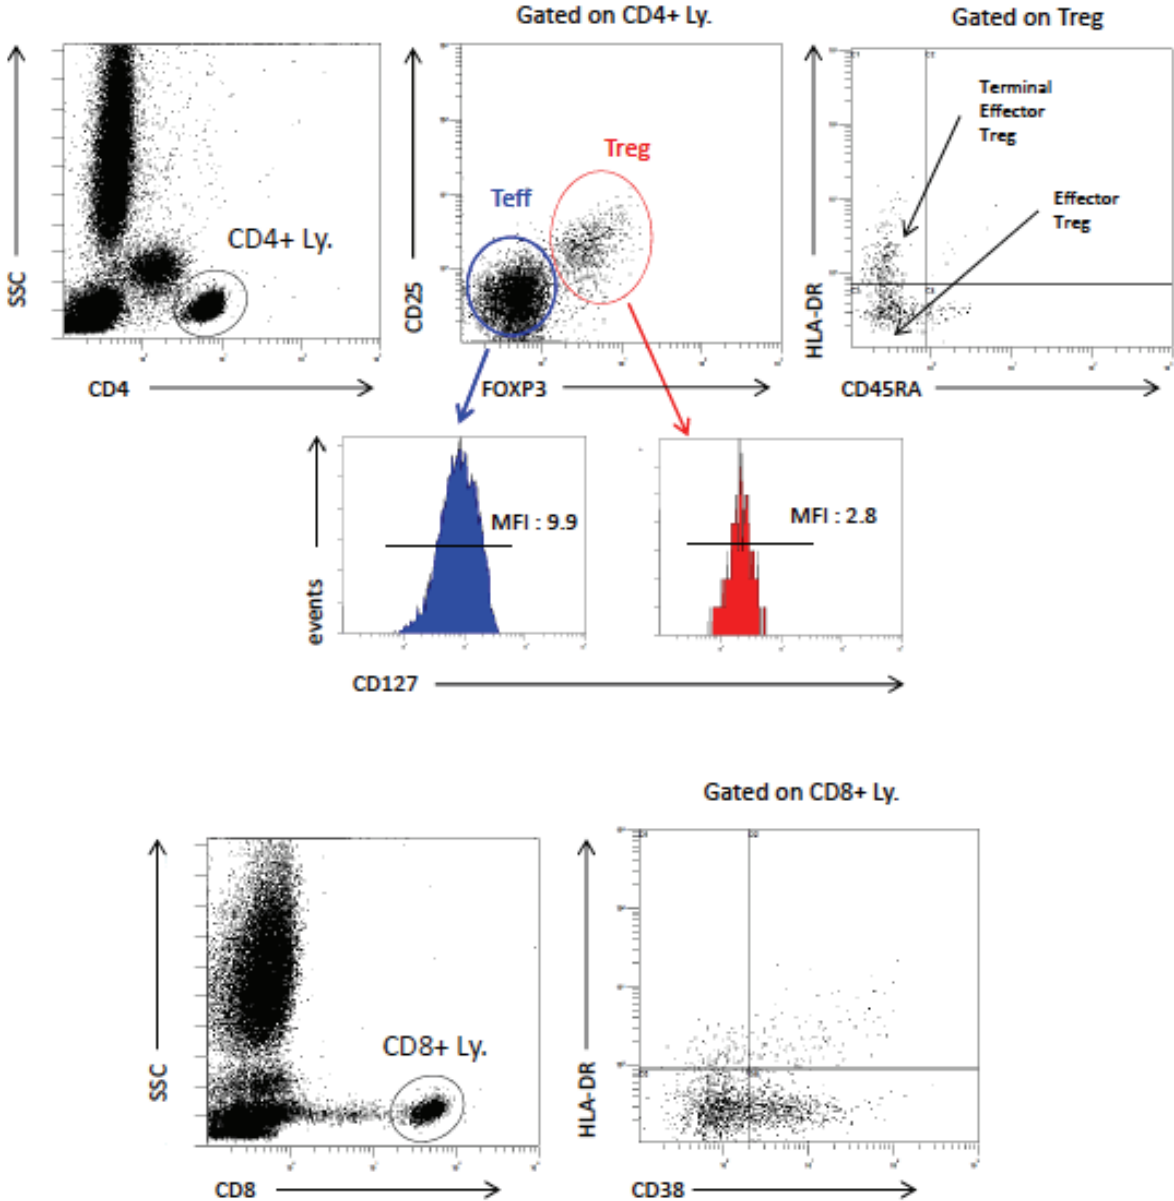 Gated on CD4+ Ly.
Gated on Treg
SSC
CD4+ Ly.
CD4
CD25
Teff
Treg
FOXP3
HLA-DR
Terminal
Effector
Treg
Effector
Treg
CD45RA
events
MFI : 9.9
MFI : 2.8
CD127
Gated on CD8+ Ly.
SSC
CD8+ Ly.
CD8
HLA-DR
CD38